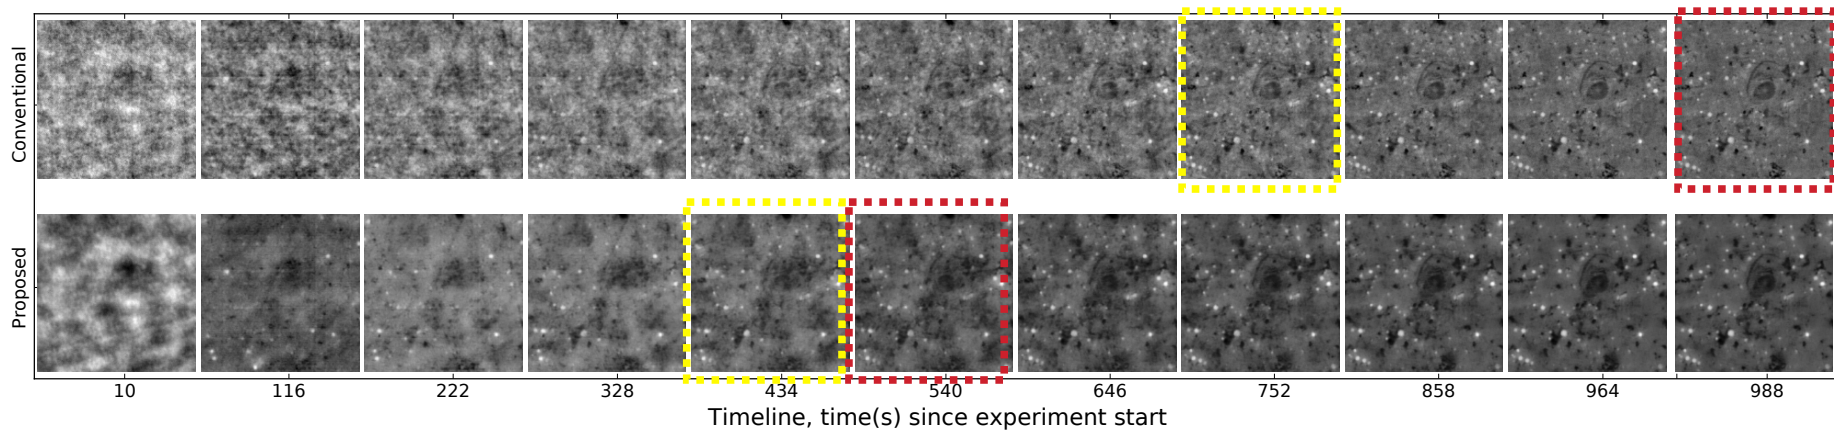 Conventional
Proposed
10 116 222 328 434 540 646 752 858 964 988
Timeline, time(s) since experiment start